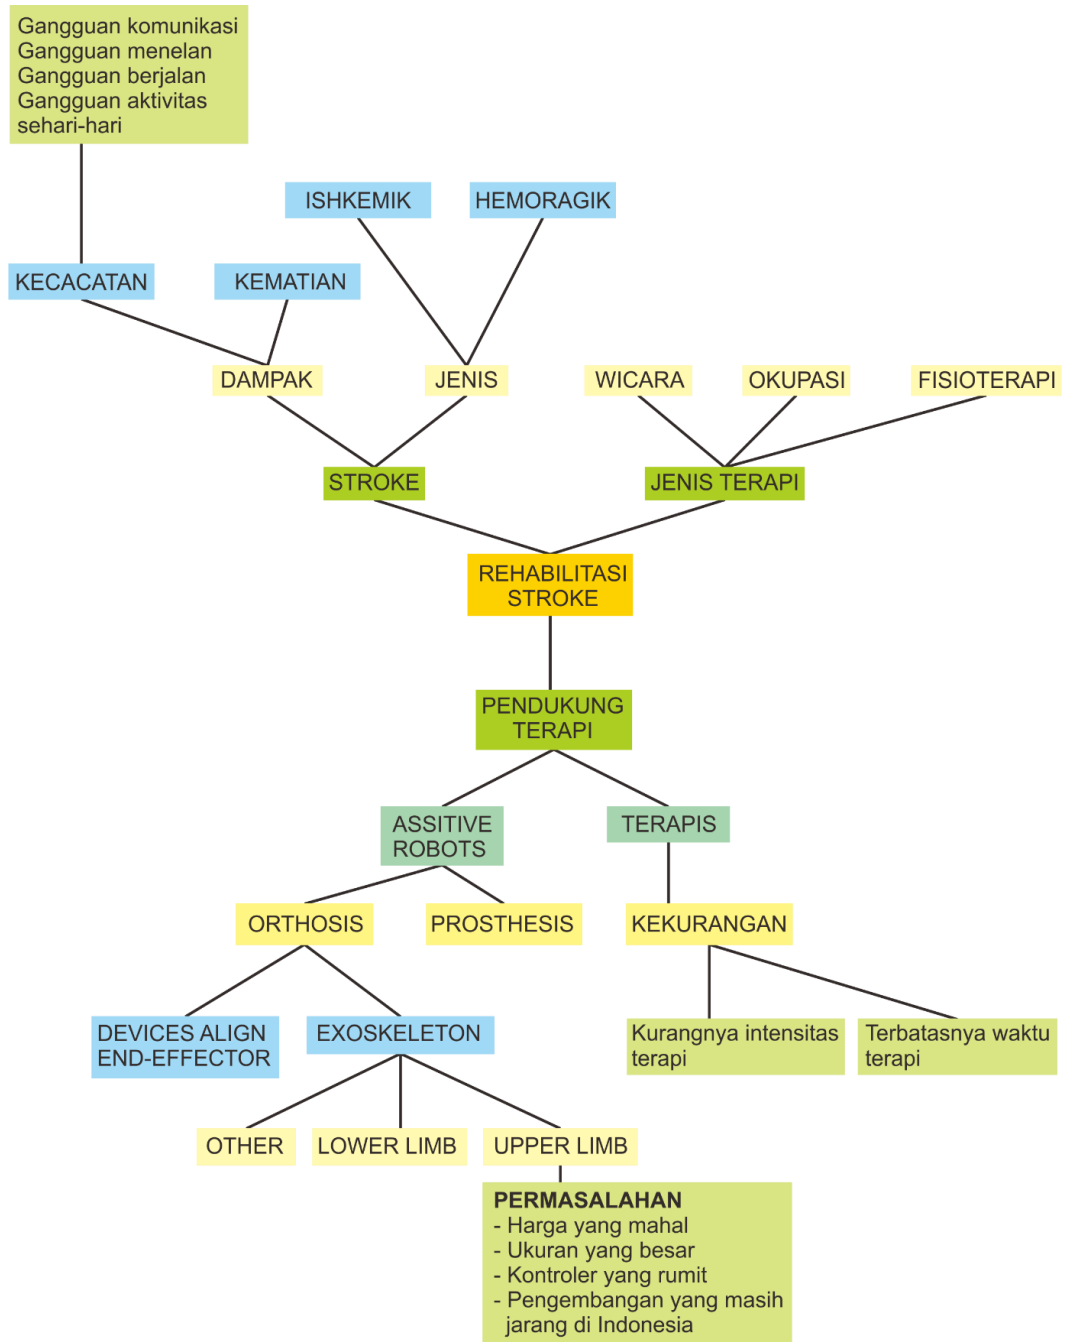 Gangguan komunikasi
Gangguan menelan
Gangguan berjalan
Gangguan aktivitas
sehari-hari
ISHKEMIK
HEMORAGIK
KECACATAN
KEMATIAN
DAMPAK
JENIS
WICARA
OKUPASI
FISIOTERAPI
STROKE
JENIS TERAPI
REHABILITASI
STROKE
PENDUKUNG
TERAPI
ASSITIVE
ROBOTS
TERAPIS
ORTHOSIS
PROSTHESIS
KEKURANGAN
DEVICES ALIGN
END-EFFECTOR
EXOSKELETON
Kurangnya intensitas
terapi
Terbatasnya waktu
terapi
OTHER
LOWER LIMB
UPPER LIMB
PERMASALAHAN
- Harga yang mahal
- Ukuran yang besar
- Kontroler yang rumit
- Pengembangan yang masih
jarang di Indonesia